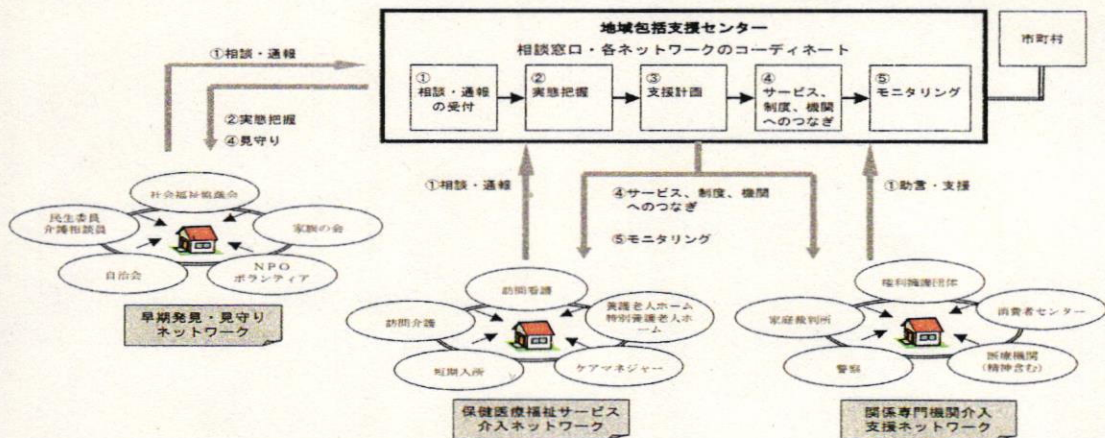 地域包括支援センター
相談窓口・各ネットワークのコーディネート
市町村
①
相談・通報
の受付
②
実態把握
③
支援計画
④
サービス、
制度、機関
へのつなぎ
⑤
モニタリング
①相談・通報
②実態把握
④見守り
①相談・通報
④サービス、制度、機関
へのつなぎ
⑤モニタリング
①助言・支援
社会福祉協議会
民生委員
介護相談員
家族の会
自治会
NPO
ボランティア
早期発見・見守り
ネットワーク
訪問看護
訪問介護
養護老人ホーム
特別養護老人ホ
ーム
短期入所
ケアマネジャー
保健医療福祉サービス
介入ネットワーク
権利擁護団体
家庭裁判所
消費者センター
警察
医療機関
(精神含む)
関係専門機関介入
支援ネットワーク